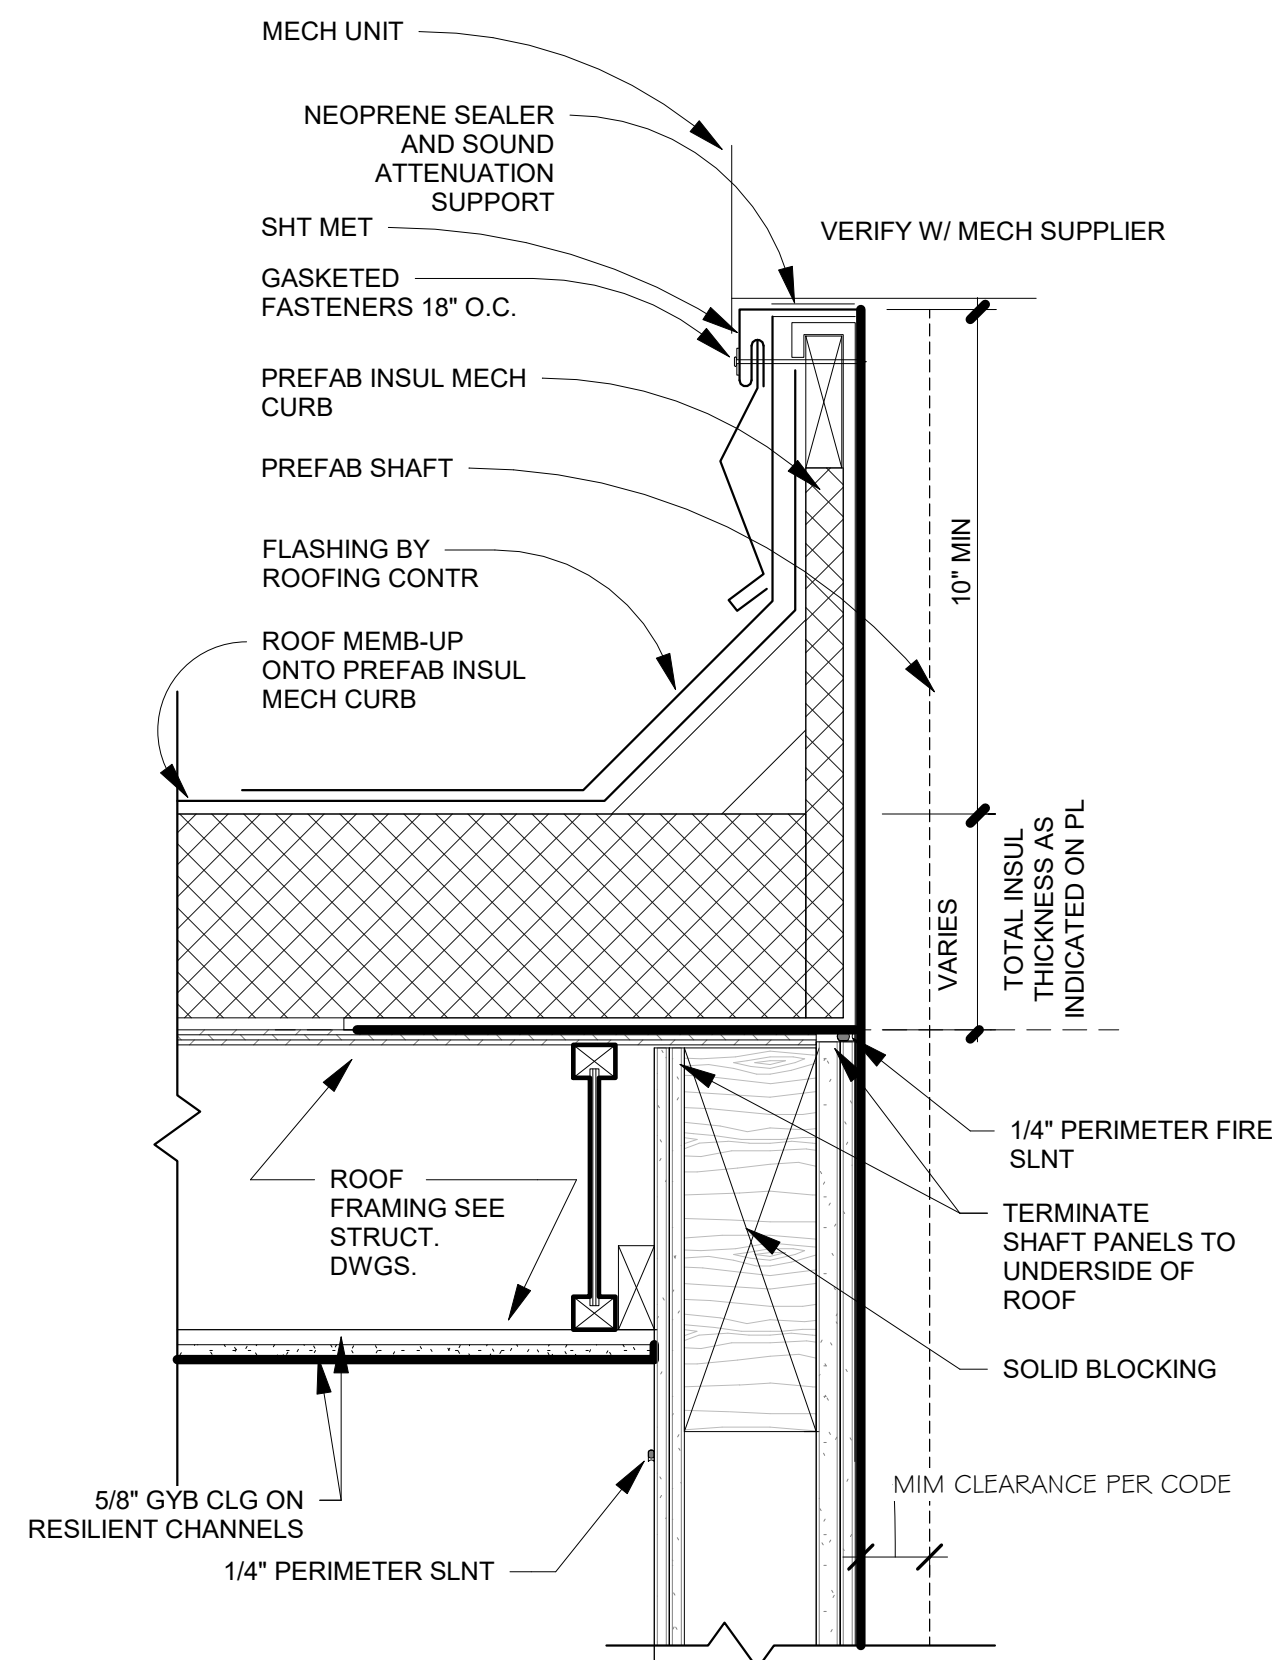 MECH UNIT
NEOPRENE SEALER
AND SOUND
ATTENUATION
SUPPORT
SHT MET
VERIFY W/ MECH SUPPLIER
GASKETED
FASTENERS 18" O.C.
PREFAB INSUL MECH
CURB
PREFAB SHAFT
FLASHING BY
ROOFING CONTR
10" MIN
ROOF MEMB-UP
ONTO PREFAB INSUL
MECH CURB
VARIES
TOTAL INSUL
THICKNESS AS
INDICATED ON PL
1/4" PERIMETER FIRE
SLNT
ROOF
FRAMING SEE
STRUCT.
DWGS.
TERMINATE
SHAFT PANELS TO
UNDERSIDE OF
ROOF
SOLID BLOCKING
MIM CLEARANCE PER CODE
5/8" GYB CLG ON
RESILIENT CHANNELS
1/4" PERIMETER SLNT